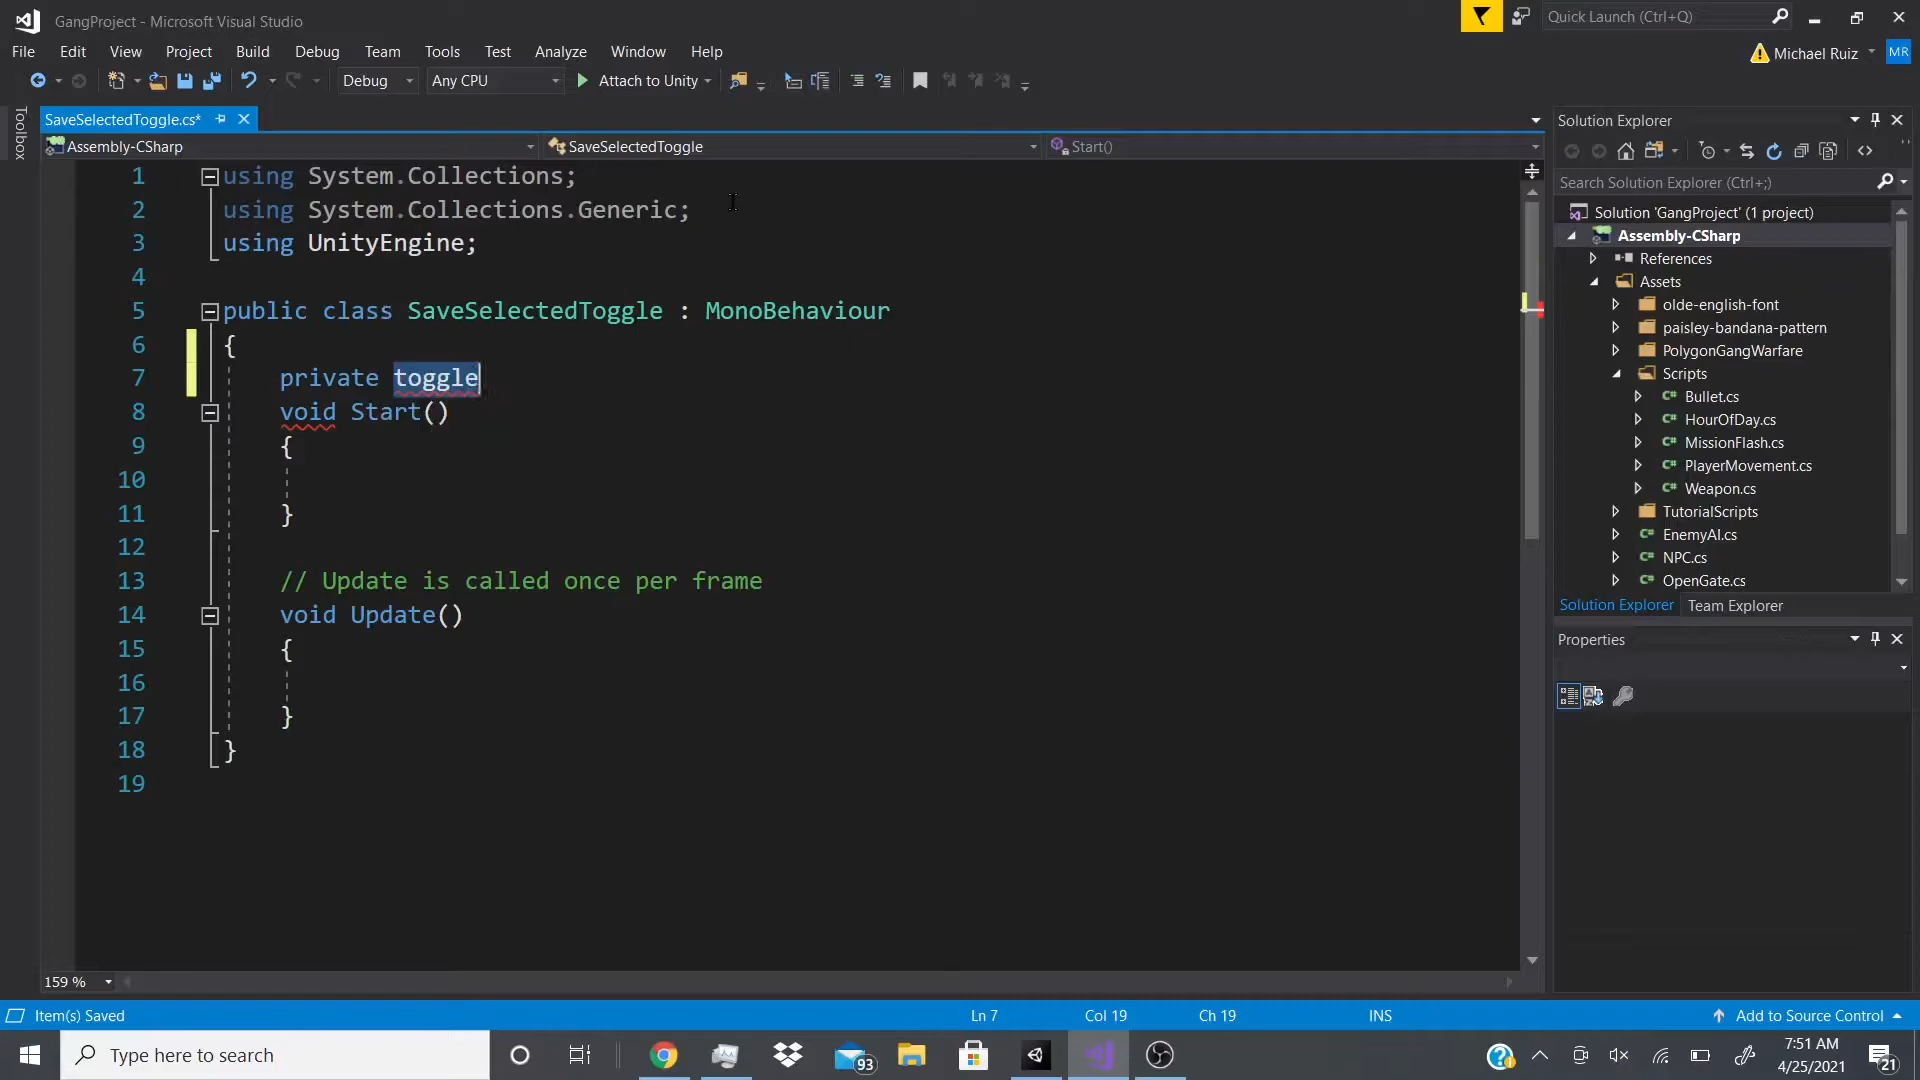 GangProject - Microsoft Visual Studio
Quick Launch (Ctrl+Q)
File Edit View Project Build Debug Team Tools Test Analyze Window Help
Michael Ruiz MR
Debug Any CPU Attach to Unity
Toolbox
SaveSelectedToggle.cs*
Assembly-CSharp SaveSelectedToggle Start()
1 using System.Collections;
2 using System.Collections.Generic;
3 using UnityEngine;
4
5 public class SaveSelectedToggle : MonoBehaviour
6 {
7 private toggle
8 void Start()
9 {
10
11 }
12
13 // Update is called once per frame
14 void Update()
15 {
16
17 }
18 }
19
159 %
Solution Explorer
Search Solution Explorer (Ctrl+;)
Solution 'GangProject' (1 project)
Assembly-CSharp
References
Assets
olde-english-font
paisley-bandana-pattern
PolygonGangWarfare
Scripts
C# Bullet.cs
C# HourOfDay.cs
C# MissionFlash.cs
C# PlayerMovement.cs
C# Weapon.cs
TutorialScripts
C# EnemyAI.cs
C# NPC.cs
C# OpenGate.cs
Solution Explorer Team Explorer
Properties
Item(s) Saved Ln 7 Col 19 Ch 19 INS Add to Source Control
Type here to search
93
7:51 AM
4/25/2021
21